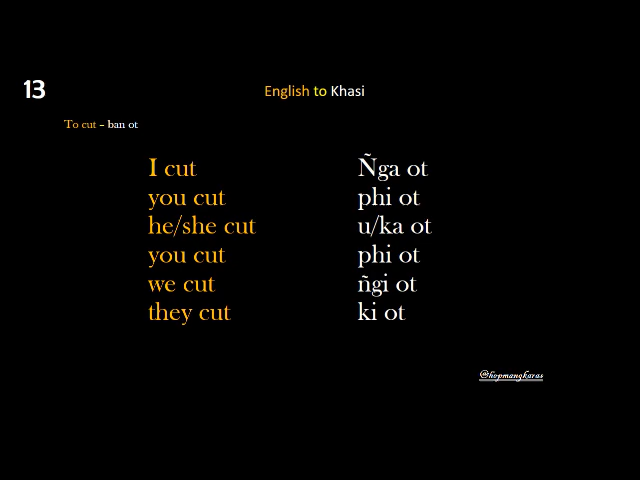 13
English to Khasi
To cut – ban ot
I cut Ñga ot
you cut phi ot
he/she cut u/ka ot
you cut phi ot
we cut ñgi ot
they cut ki ot
@hopmangkaras